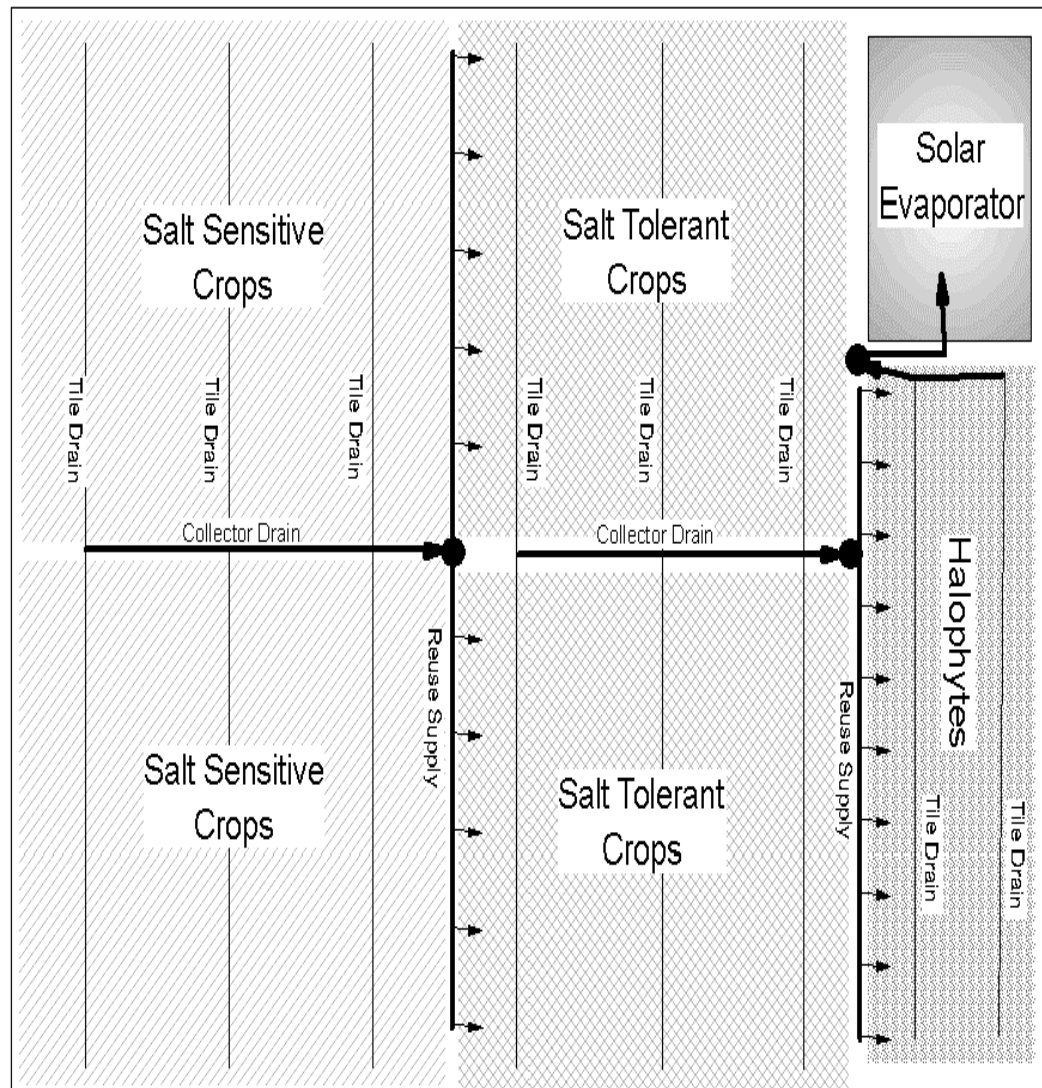 Salt Sensitive
Crops
Salt Tolerant
Crops
Solar
Evaporator
Tile Drain
Tile Drain
Tile Drain
Tile Drain
Tile Drain
Tile Drain
Collector Drain
Collector Drain
Halophytes
Reuse Supply
Reuse Supply
Salt Sensitive
Crops
Salt Tolerant
Crops
Tile Drain
Tile Drain